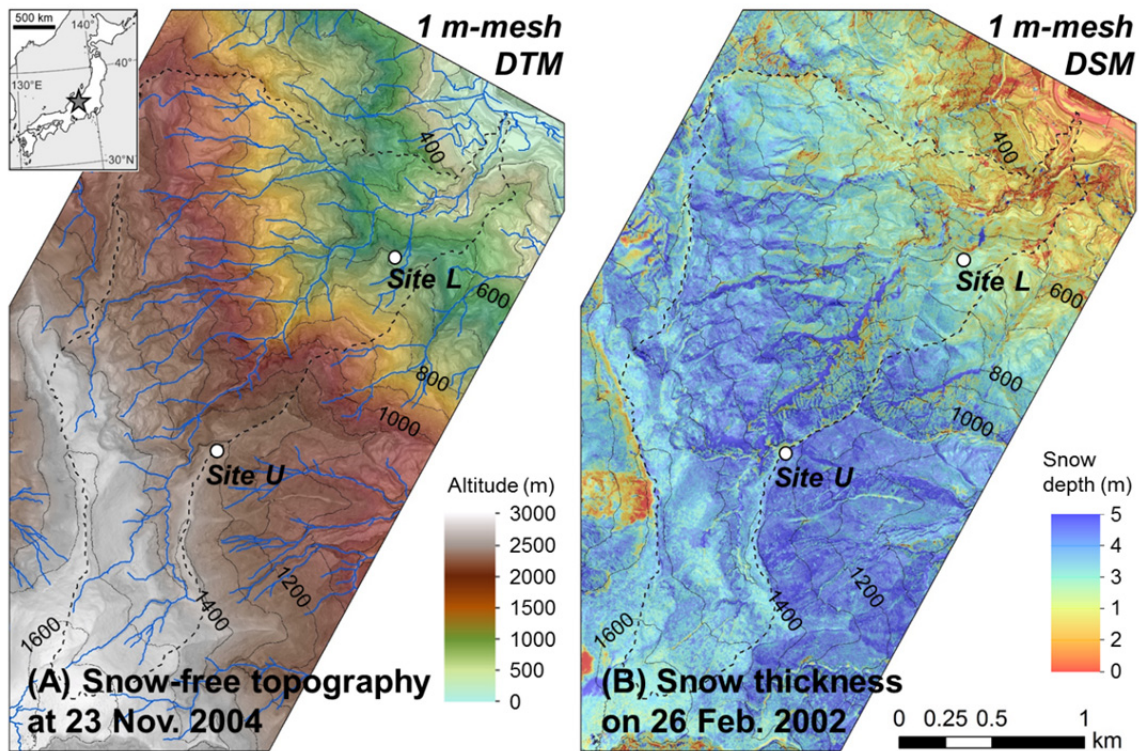 500 km
140°
40°
130°E
30°N
1 m-mesh
DTM
400
Site L
600
800
1000
Site U
1200
1400
1600
Altitude (m)
3000
2500
2000
1500
1000
500
0
(A) Snow-free topography
at 23 Nov. 2004
1 m-mesh
DSM
400
Site L
600
800
1000
Site U
1200
1400
1600
Snow
depth (m)
5
4
3
1
2
0
(B) Snow thickness
on 26 Feb. 2002
0 0.25 0.5 1
km